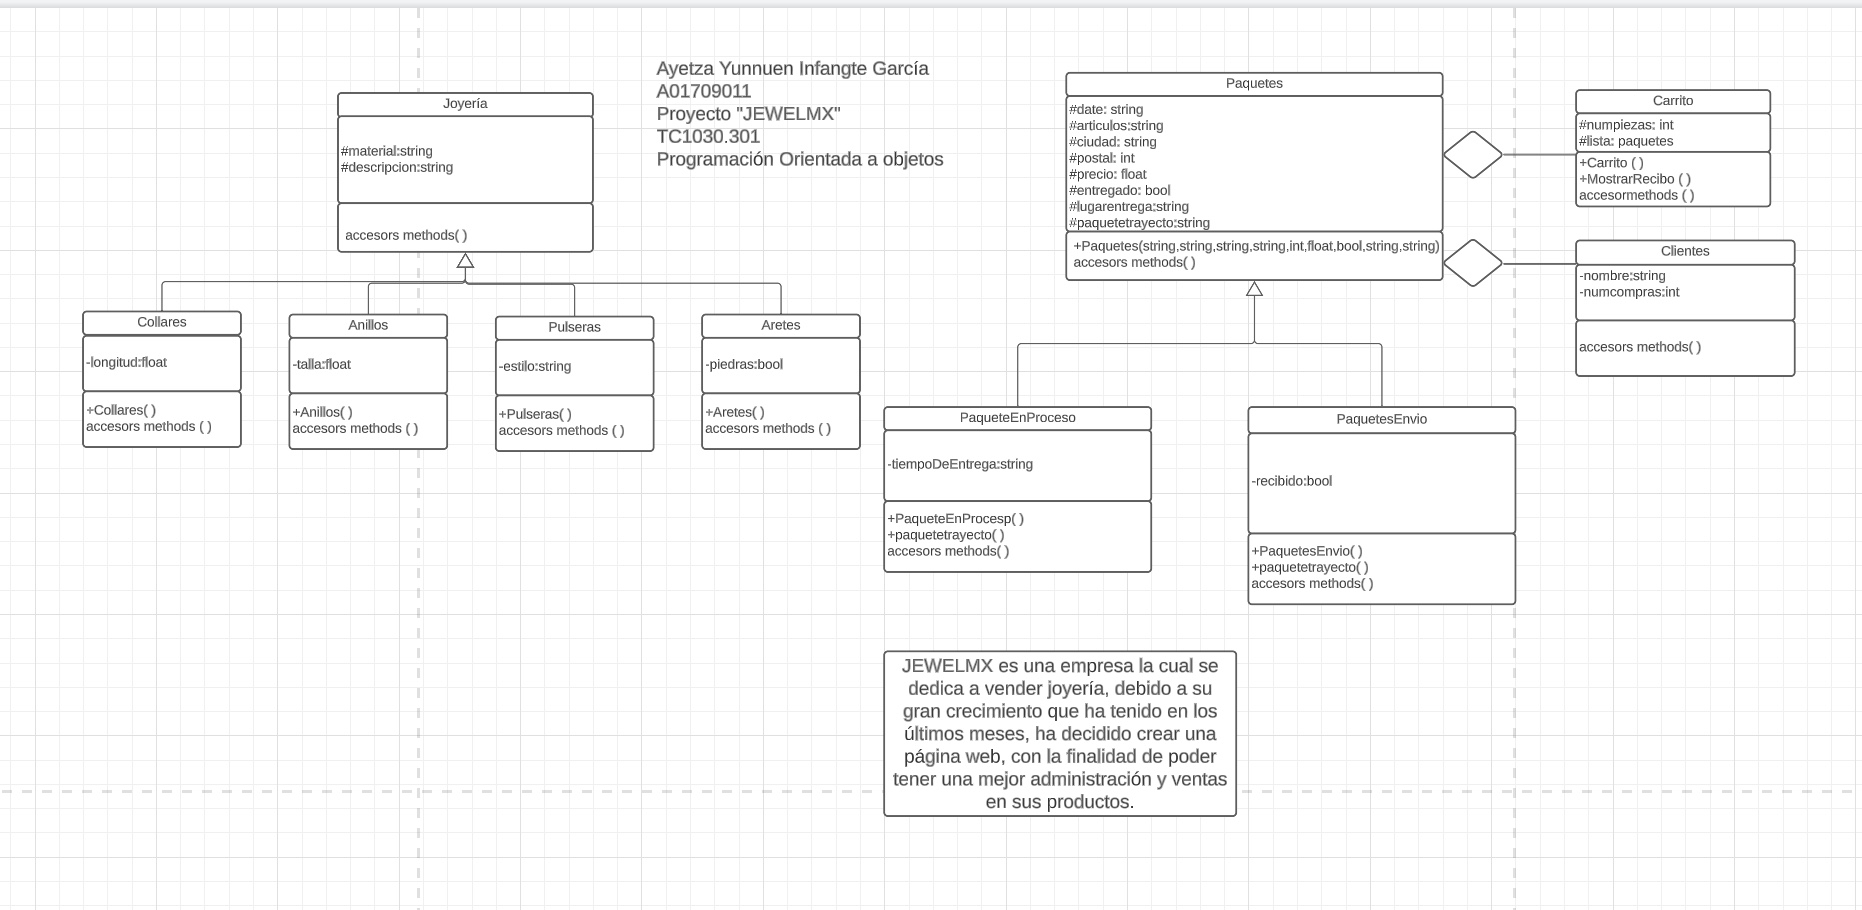 Ayetza Yunnuen Infangte García
A01709011
Proyecto "JEWELMX"
TC1030.301
Programación Orientada a objetos
Joyería
#material:string
#descripcion:string
accesors methods( )
Collares
-longitud:float
+Collares( )
accesors methods ( )
Anillos
-talla:float
+Anillos( )
accesors methods ( )
Pulseras
-estilo:string
+Pulseras( )
accesors methods ( )
Aretes
-piedras:bool
+Aretes( )
accesors methods ( )
Paquetes
#date: string
#articulos:string
#ciudad: string
#postal: int
#precio: float
#entregado: bool
#lugarentrega:string
#paquetetrayecto:string
+Paquetes(string,string,string,string,int,float,bool,string,string)
accesors methods( )
Carrito
#numpiezas: int
#lista: paquetes
+Carrito ( )
+MostrarRecibo ( )
accesormethods ( )
Clientes
-nombre:string
-numcompras:int
accesors methods( )
PaqueteEnProceso
-tiempoDeEntrega:string
+PaqueteEnProcesp( )
+paquetetrayecto( )
accesors methods( )
PaquetesEnvio
-recibido:bool
+PaquetesEnvio( )
+paquetetrayecto( )
accesors methods( )
JEWELMX es una empresa la cual se
dedica a vender joyería, debido a su
gran crecimiento que ha tenido en los
últimos meses, ha decidido crear una
página web, con la finalidad de poder
tener una mejor administración y ventas
en sus productos.